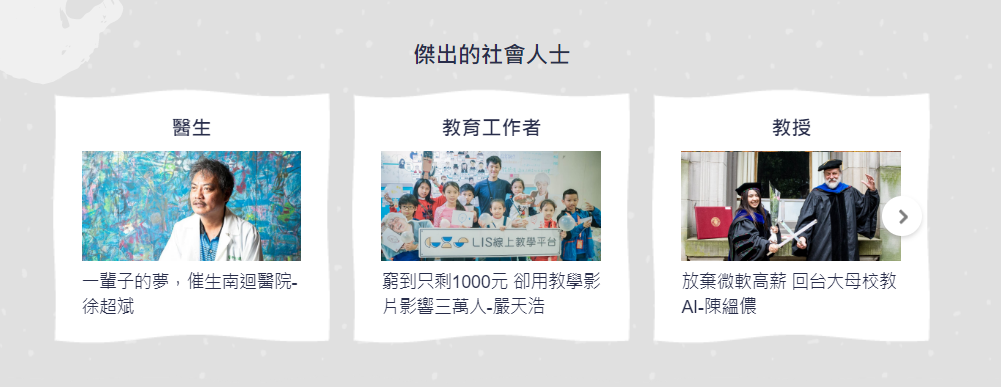 傑出的社會人士
醫生
一輩子的夢，催生南迴醫院-
徐超斌
教育工作者
LIS線上教學平台
窮到只剩1000元 卻用教學影
片影響三萬人-嚴天浩
教授
放棄微軟高薪 回台大母校教
AI-陳縕儂